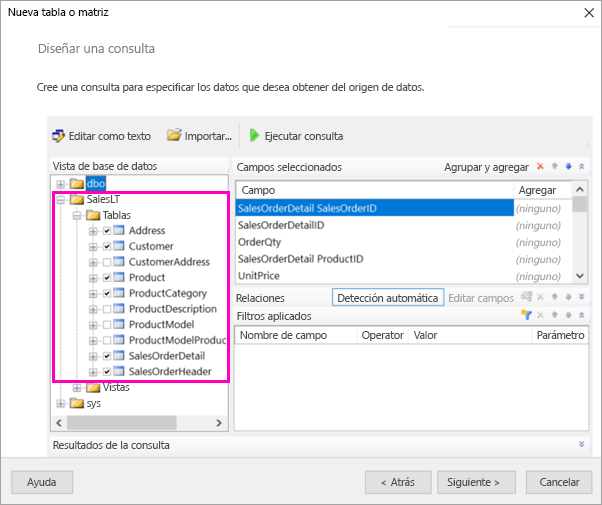 Nueva tabla o matriz
Diseñar una consulta
Cree una consulta para especificar los datos que desea obtener del origen de datos.
Editar como texto Importar... Ejecutar consulta
Vista de base de datos
dbo
SalesLT
Tablas
Address
Customer
CustomerAddress
Product
ProductCategory
ProductDescription
ProductModel
ProductModelProduc
SalesOrderDetail
SalesOrderHeader
Vistas
sys
Campos seleccionados Agrupar y agregar
Campo Agregar
SalesOrderDetail SalesOrderID (ninguno)
SalesOrderDetailID (ninguno)
OrderQty (ninguno)
SalesOrderDetail ProductID (ninguno)
UnitPrice (ninguno)
Relaciones Detección automática Editar campos
Filtros aplicados
Nombre de campo Operator Valor Parámetro
Resultados de la consulta
Ayuda < Atrás Siguiente > Cancelar